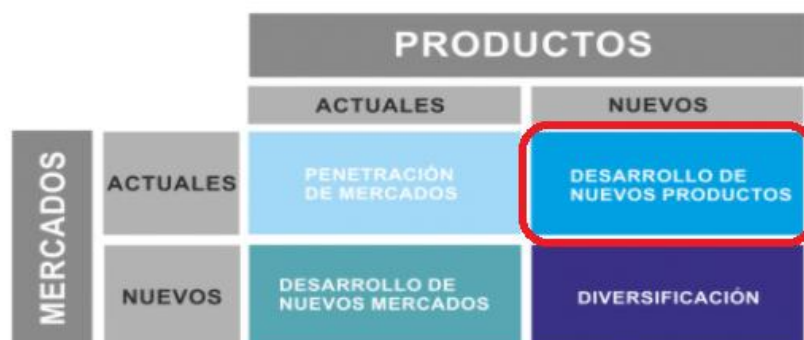 PRODUCTOS
ACTUALES
NUEVOS
MERCADOS
ACTUALES
PENETRACIÓN
DE MERCADOS
DESARROLLO DE
NUEVOS PRODUCTOS
NUEVOS
DESARROLLO DE
NUEVOS MERCADOS
DIVERSIFICACIÓN